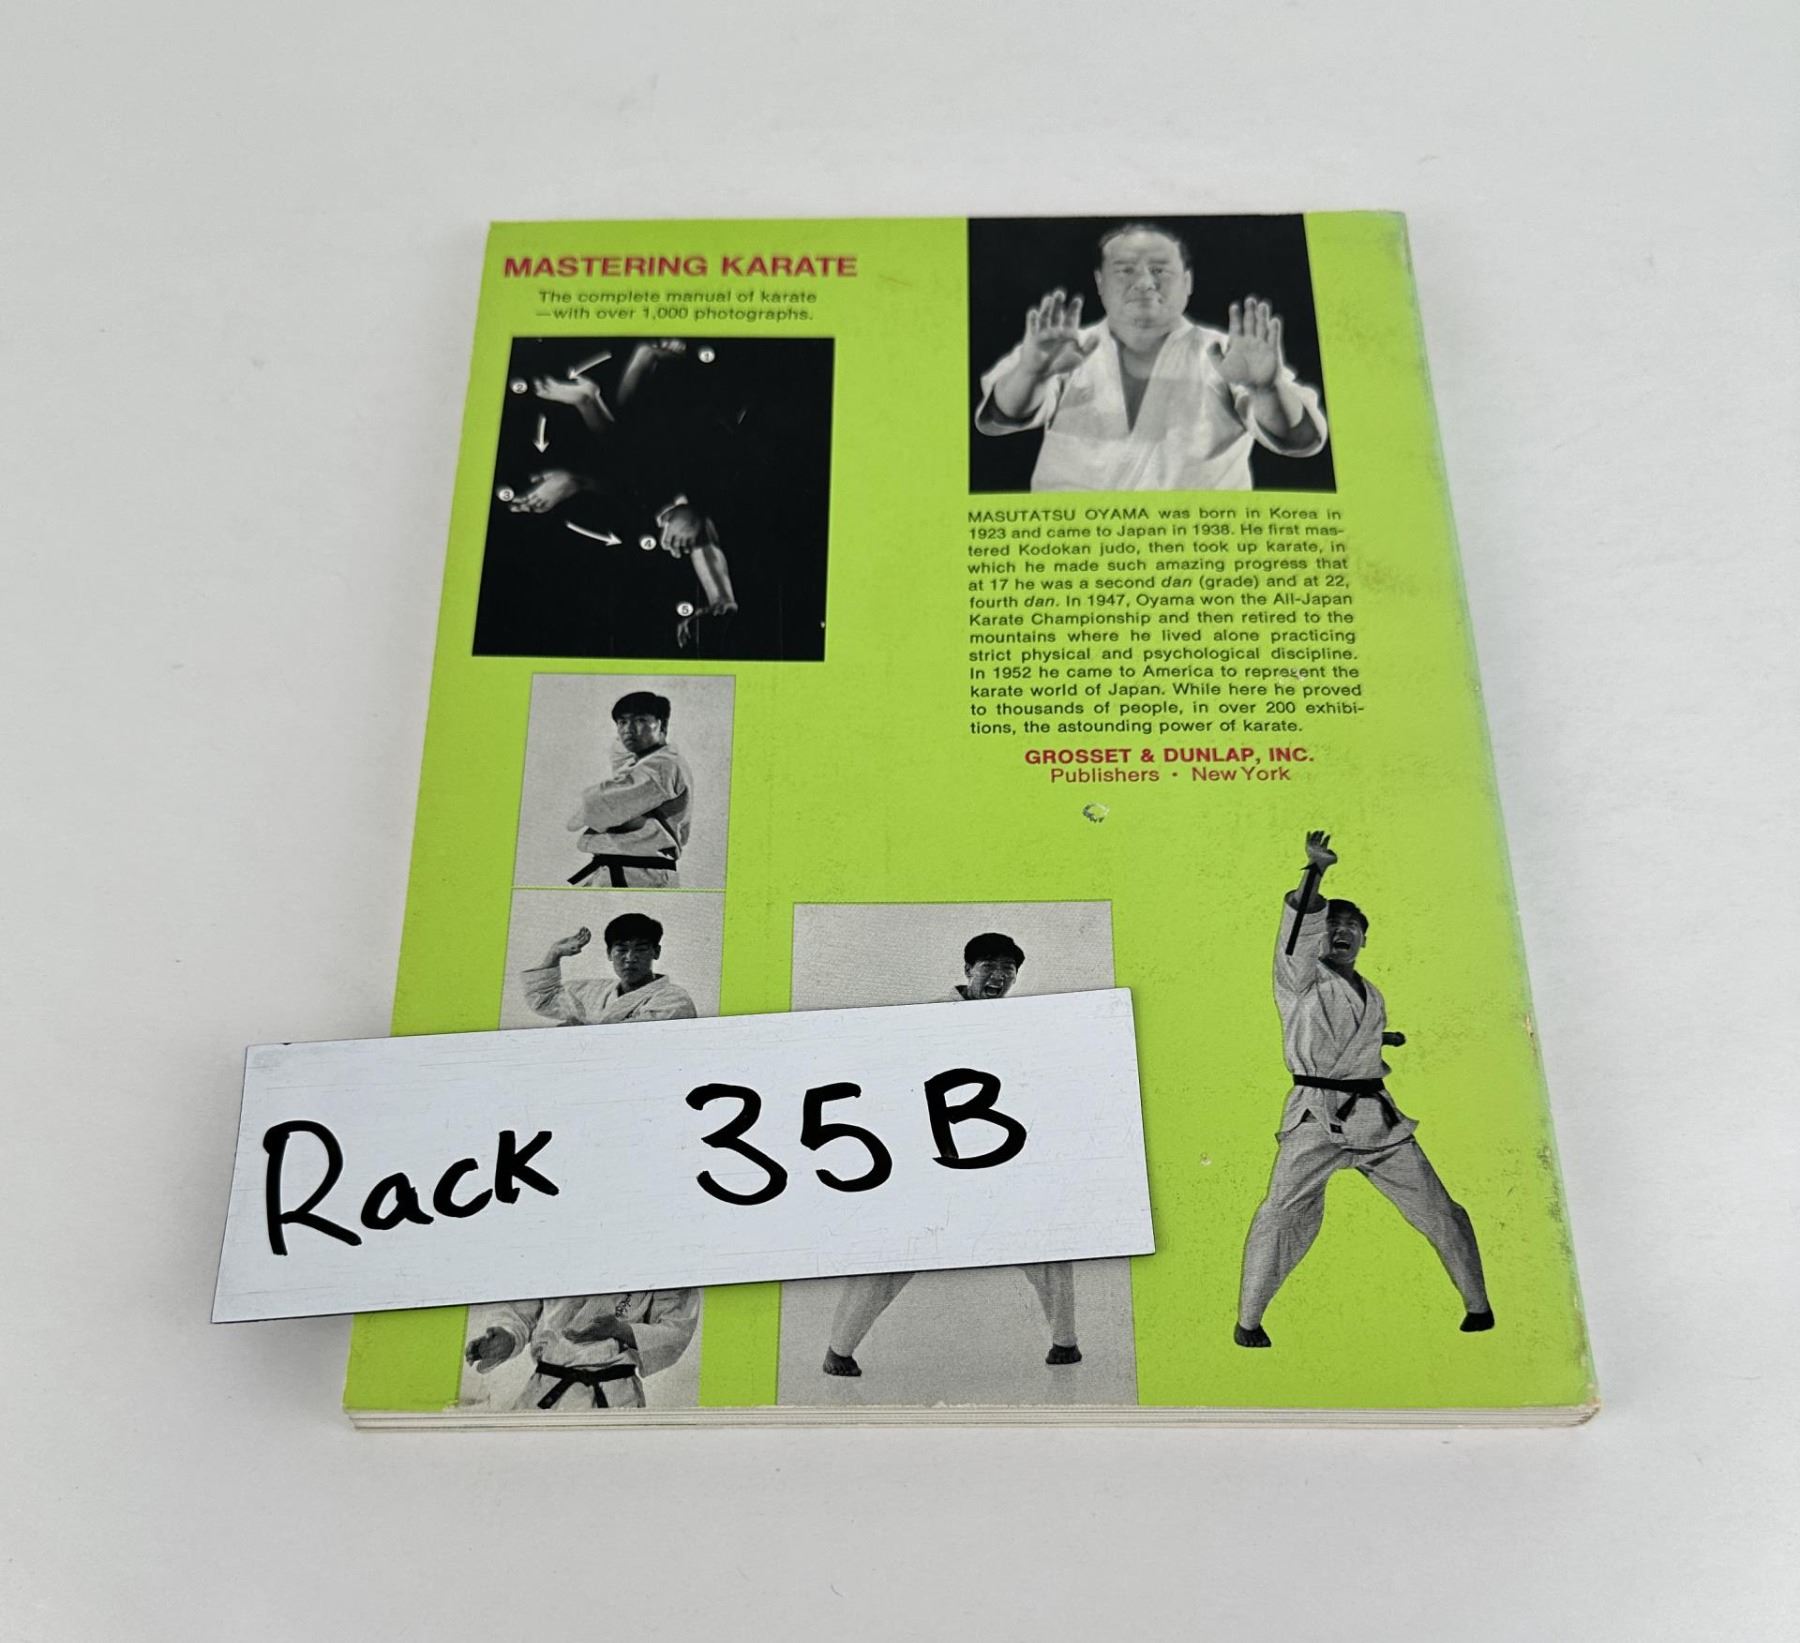 MASTERING KARATE
The complete manual of karate
—with over 1,000 photographs.
1
2
3
4
5
MASUTATSU OYAMA was born in Korea in
1923 and came to Japan in 1938. He first mas-
tered Kodokan judo, then took up karate, in
which he made such amazing progress that
at 17 he was a second dan (grade) and at 22,
fourth dan. In 1947, Oyama won the All-Japan
Karate Championship and then retired to the
mountains where he lived alone practicing
strict physical and psychological discipline.
In 1952 he came to America to represent the
karate world of Japan. While here he proved
to thousands of people, in over 200 exhibi-
tions, the astounding power of karate.
GROSSET & DUNLAP, INC.
Publishers · New York
Rack 35B